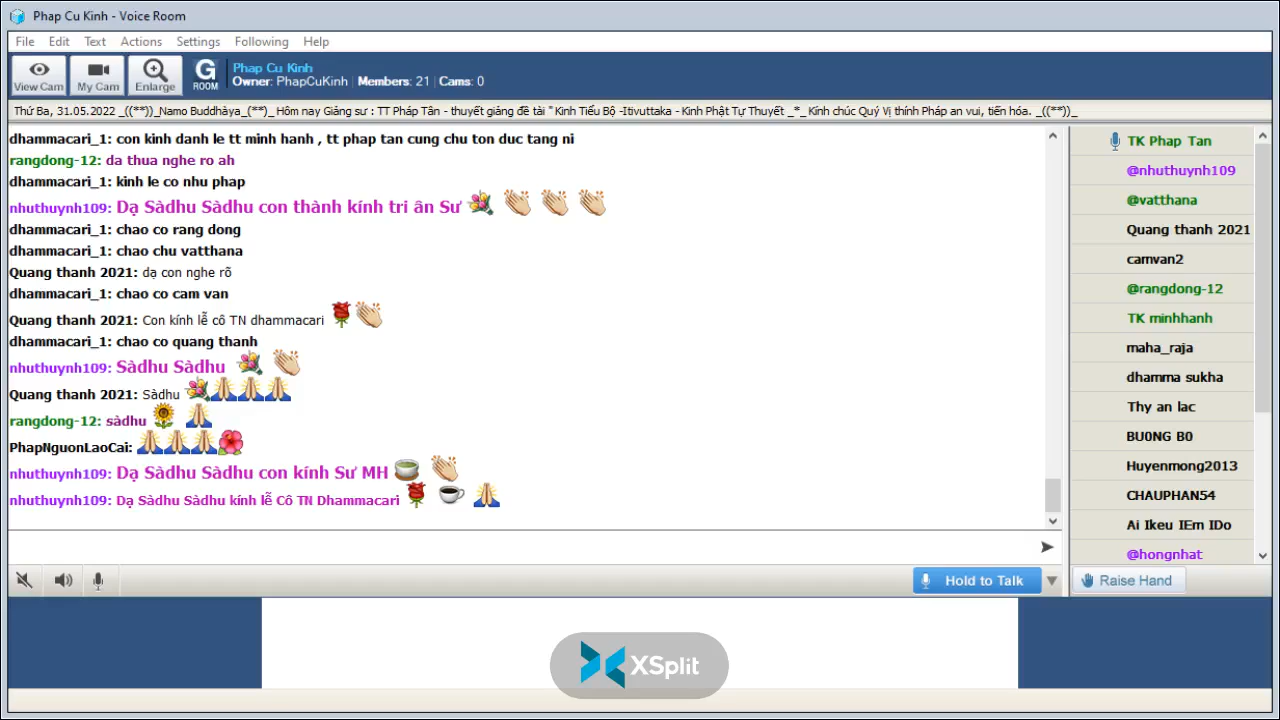 Phap Cu Kinh - Voice Room
File Edit Text Actions Settings Following Help
View Cam My Cam Enlarge G ROOM
Phap Cu Kinh
Owner: PhapCuKinh | Members: 21 | Cams: 0
Thứ Ba, 31.05.2022 _((**))_Namo Buddhàya_(**)_ Hôm nay Giảng sư : TT Pháp Tân - thuyết giảng đề tài " Kinh Tiểu Bộ -Itivuttaka - Kinh Phật Tự Thuyết _*_ Kính chúc Quý Vị thính Pháp an vui, tiến hóa. _((**)_
dhammacari_1: con kinh danh le tt minh hanh , tt phap tan cung chu ton duc tang ni
rangdong-12: da thua nghe ro ah
dhammacari_1: kinh le co nhu phap
nhuthuynh109: Dạ Sàdhu Sàdhu con thành kính tri ân Sư
dhammacari_1: chao co rang dong
dhammacari_1: chao chu vatthana
Quang thanh 2021: dạ con nghe rõ
dhammacari_1: chao co cam van
Quang thanh 2021: Con kính lễ cô TN dhammacari
dhammacari_1: chao co quang thanh
nhuthuynh109: Sàdhu Sàdhu
Quang thanh 2021: Sàdhu
rangdong-12: sàdhu
PhapNguonLaoCai:
nhuthuynh109: Dạ Sàdhu Sàdhu con kính Sư MH
nhuthuynh109: Dạ Sàdhu Sàdhu kính lễ Cô TN Dhammacari
TK Phap Tan
@nhuthuynh109
@vatthana
Quang thanh 2021
camvan2
@rangdong-12
TK minhhanh
maha_raja
dhamma sukha
Thy an lac
BU0NG B0
Huyenmong2013
CHAUPHAN54
Ai Ikeu IEm IDo
@hongnhat
Hold to Talk
Raise Hand
XSplit